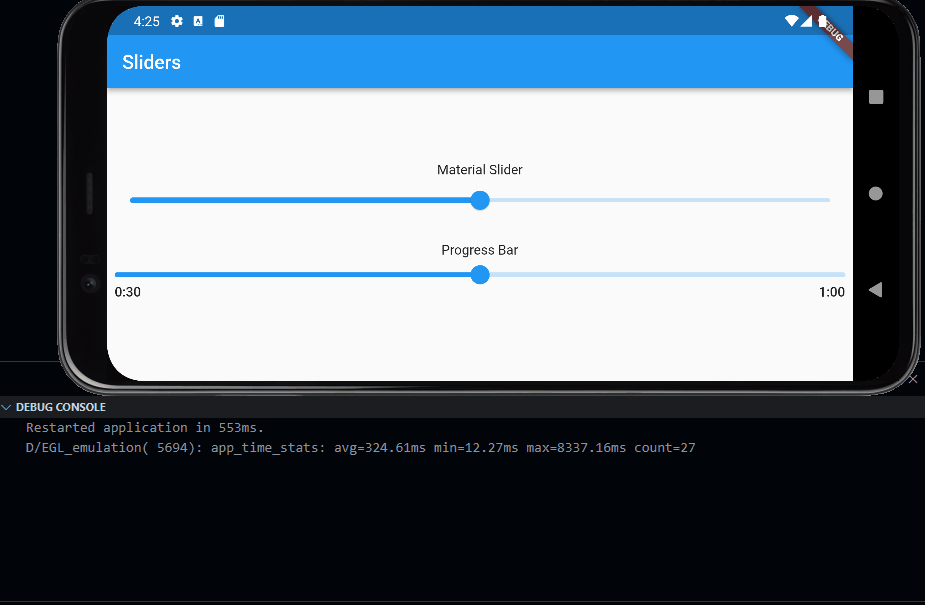 4:25
DEBUG
Sliders
Material Slider
Progress Bar
0:30 1:00
DEBUG CONSOLE
Restarted application in 553ms.
D/EGL_emulation( 5694): app_time_stats: avg=324.61ms min=12.27ms max=8337.16ms count=27